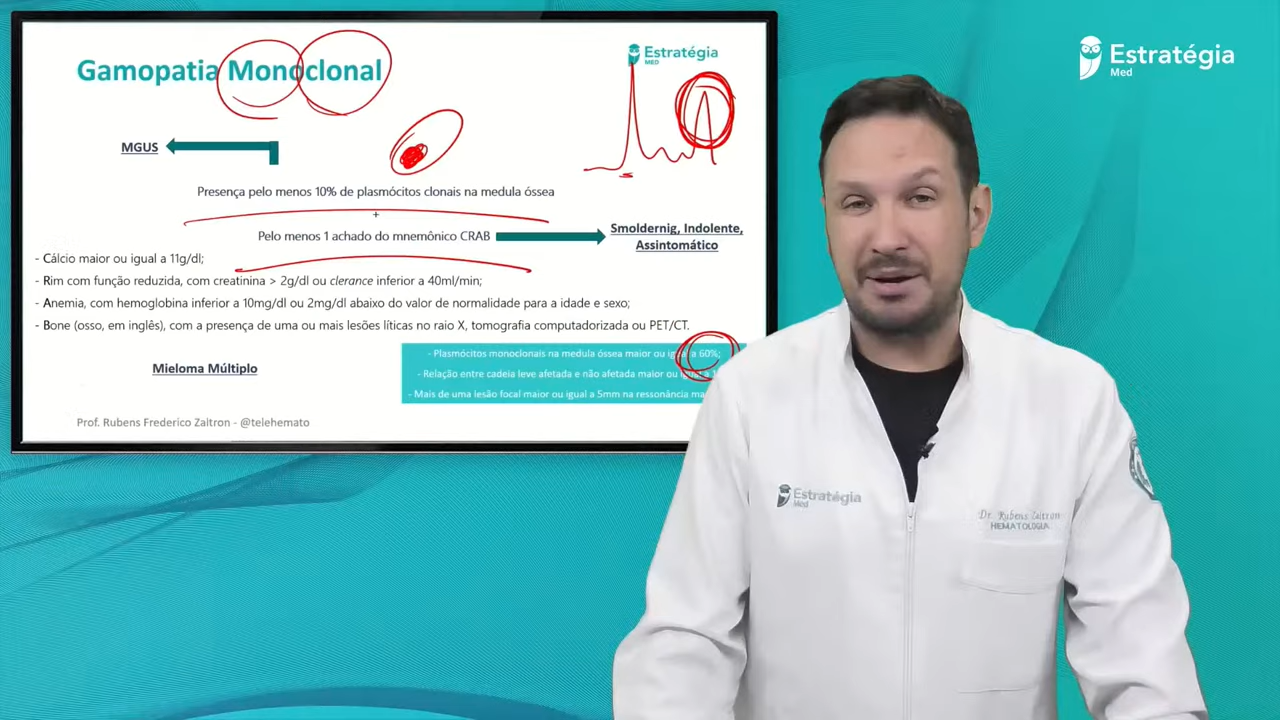 Gamopatia Monoclonal
Estratégia
MED
MGUS
Presença pelo menos 10% de plasmócitos clonais na medula óssea
+
Pelo menos 1 achado do mnemônico CRAB
Smoldernig, Indolente,
Assintomático
- Cálcio maior ou igual a 11g/dl;
- Rim com função reduzida, com creatinina > 2g/dl ou clerance inferior a 40ml/min;
- Anemia, com hemoglobina inferior a 10mg/dl ou 2mg/dl abaixo do valor de normalidade para a idade e sexo;
- Bone (osso, em inglês), com a presença de uma ou mais lesões líticas no raio X, tomografia computadorizada ou PET/CT.
Mieloma Múltiplo
- Plasmócitos monoclonais na medula óssea maior ou igual a 60%;
- Relação entre cadeia leve afetada e não afetada maior ou igual a
- Mais de uma lesão focal maior ou igual a 5mm na ressonância
Prof. Rubens Frederico Zaltron - @telehemato
Estratégia
Med
Estratégia
Med
Dr. Rubens Zaltron
HEMATOLOGIA